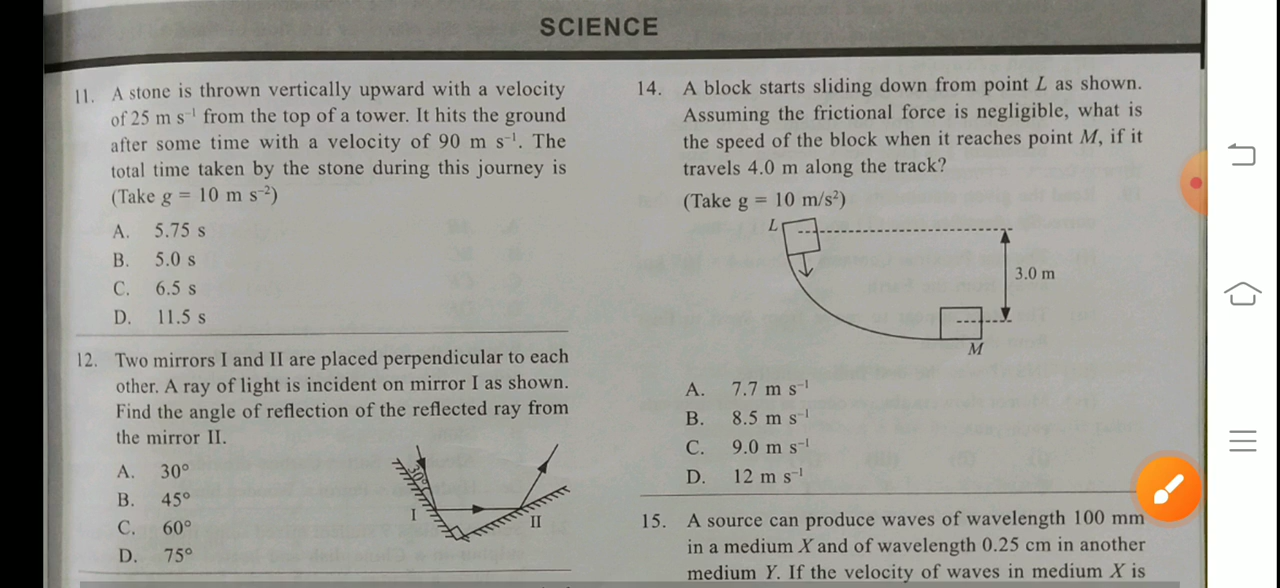 SCIENCE
11. A stone is thrown vertically upward with a velocity
of 25 m s⁻¹ from the top of a tower. It hits the ground
after some time with a velocity of 90 m s⁻¹. The
total time taken by the stone during this journey is
(Take g = 10 m s⁻²)
A. 5.75 s
B. 5.0 s
C. 6.5 s
D. 11.5 s
12. Two mirrors I and II are placed perpendicular to each
other. A ray of light is incident on mirror I as shown.
Find the angle of reflection of the reflected ray from
the mirror II.
A. 30°
B. 45°
C. 60°
D. 75°
30°
I
II
14. A block starts sliding down from point L as shown.
Assuming the frictional force is negligible, what is
the speed of the block when it reaches point M, if it
travels 4.0 m along the track?
(Take g = 10 m/s²)
L
3.0 m
M
A. 7.7 m s⁻¹
B. 8.5 m s⁻¹
C. 9.0 m s⁻¹
D. 12 m s⁻¹
15. A source can produce waves of wavelength 100 mm
in a medium X and of wavelength 0.25 cm in another
medium Y. If the velocity of waves in medium X is